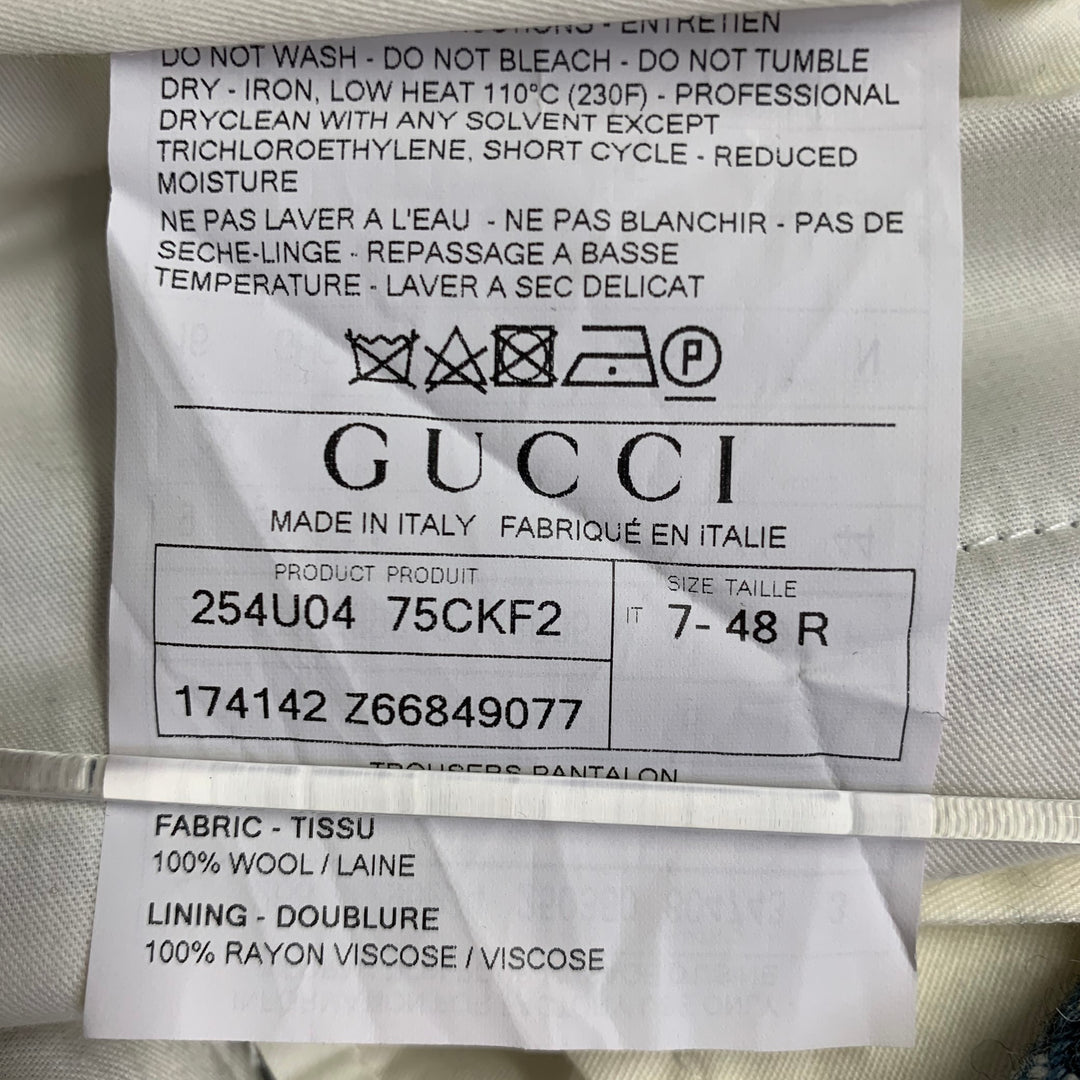 ENTRETIEN
DO NOT WASH - DO NOT BLEACH - DO NOT TUMBLE
DRY - IRON, LOW HEAT 110°C (230F) - PROFESSIONAL
DRYCLEAN WITH ANY SOLVENT EXCEPT
TRICHLOROETHYLENE, SHORT CYCLE - REDUCED
MOISTURE
NE PAS LAVER A L'EAU - NE PAS BLANCHIR - PAS DE
SECHE-LINGE - REPASSAGE A BASSE
TEMPERATURE - LAVER A SEC DELICAT
P
GUCCI
MADE IN ITALY FABRIQUÉ EN ITALIE
PRODUCT PRODUIT
254U04 75CKF2
SIZE TAILLE
IT 7- 48 R
174142 Z66849077
TROUSERS PANTALON
FABRIC - TISSU
100% WOOL / LAINE
LINING - DOUBLURE
100% RAYON VISCOSE / VISCOSE